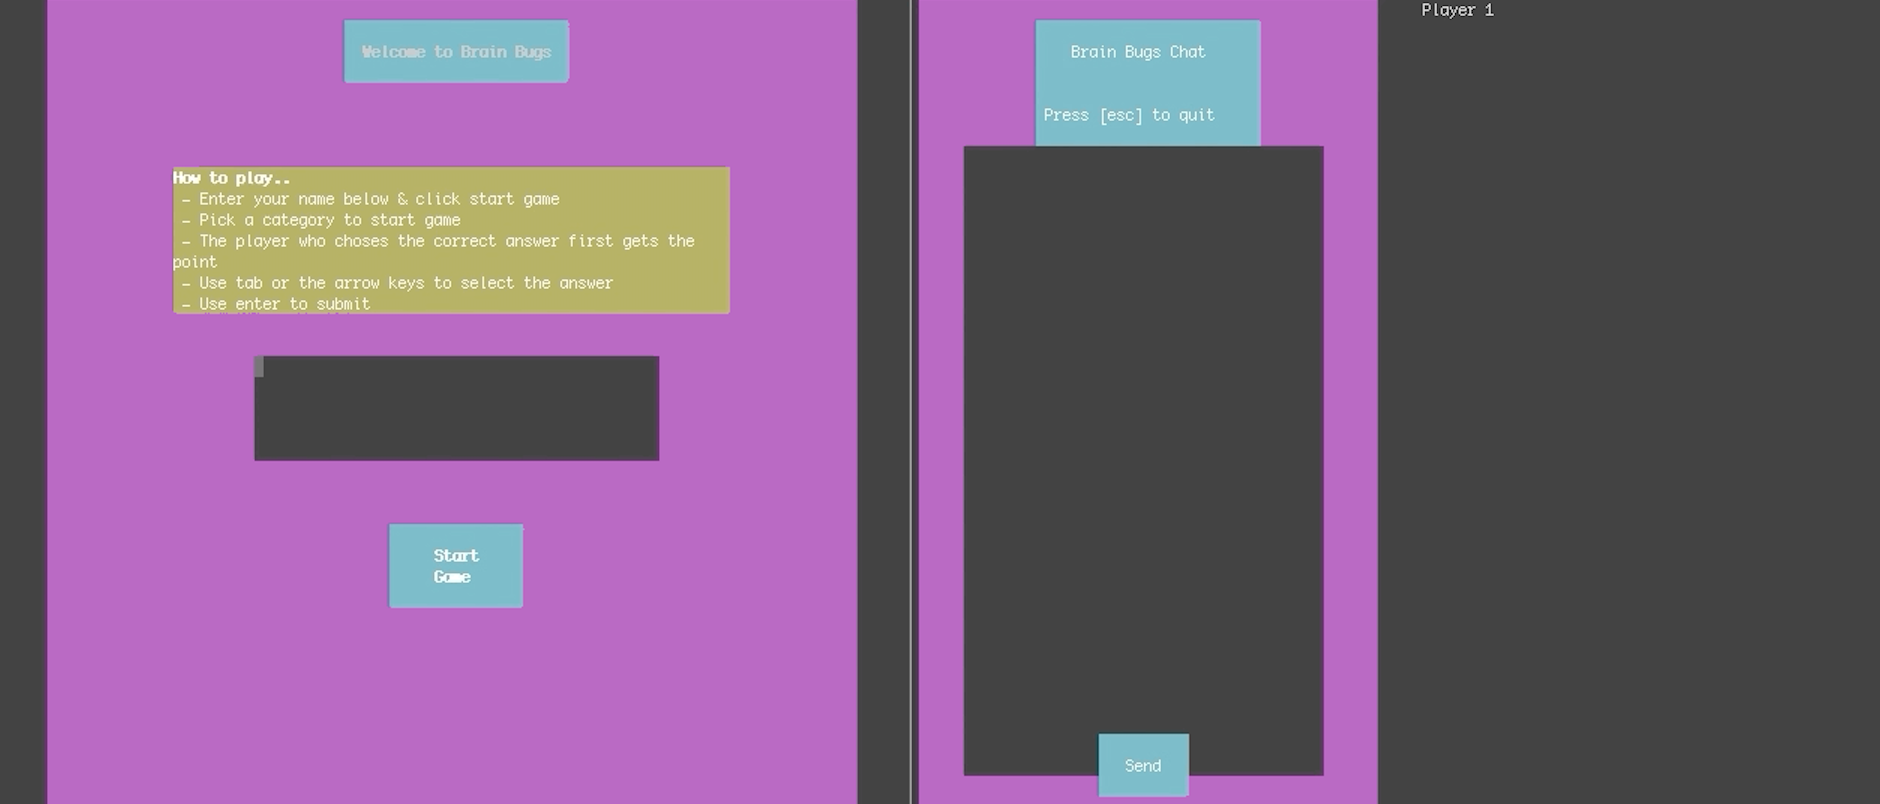 Welcome to Brain Bugs
How to play..
- Enter your name below & click start game
- Pick a category to start game
- The player who choses the correct answer first gets the
point
- Use tab or the arrow keys to select the answer
- Use enter to submit
Start
Game
Brain Bugs Chat
Press [esc] to quit
Send
Player 1